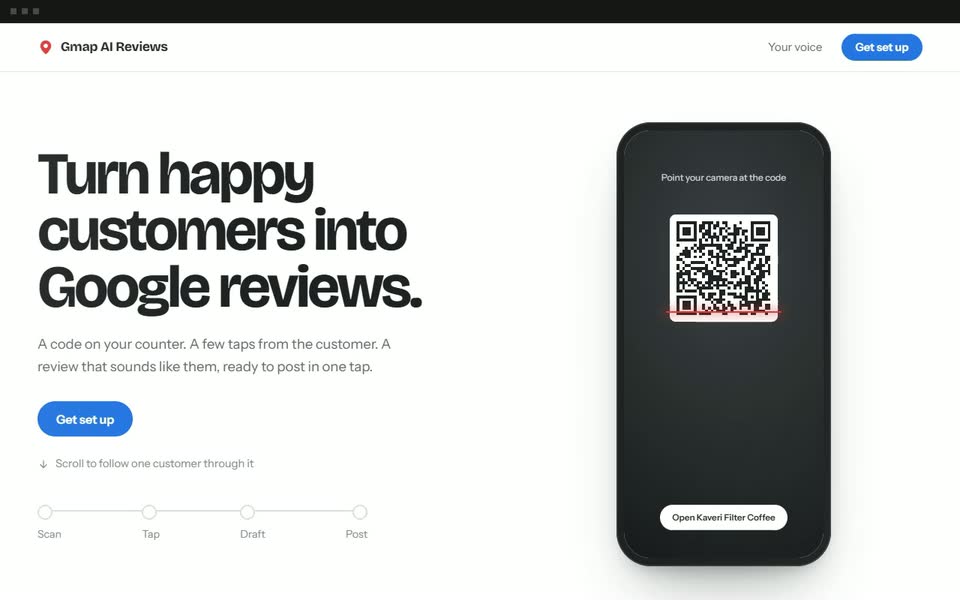 Gmap AI Reviews
Your voice
Get set up
Turn happy
customers into
Google reviews.
A code on your counter. A few taps from the customer. A
review that sounds like them, ready to post in one tap.
Get set up
↓ Scroll to follow one customer through it
Scan
Tap
Draft
Post
Point your camera at the code
Open Kaveri Filter Coffee